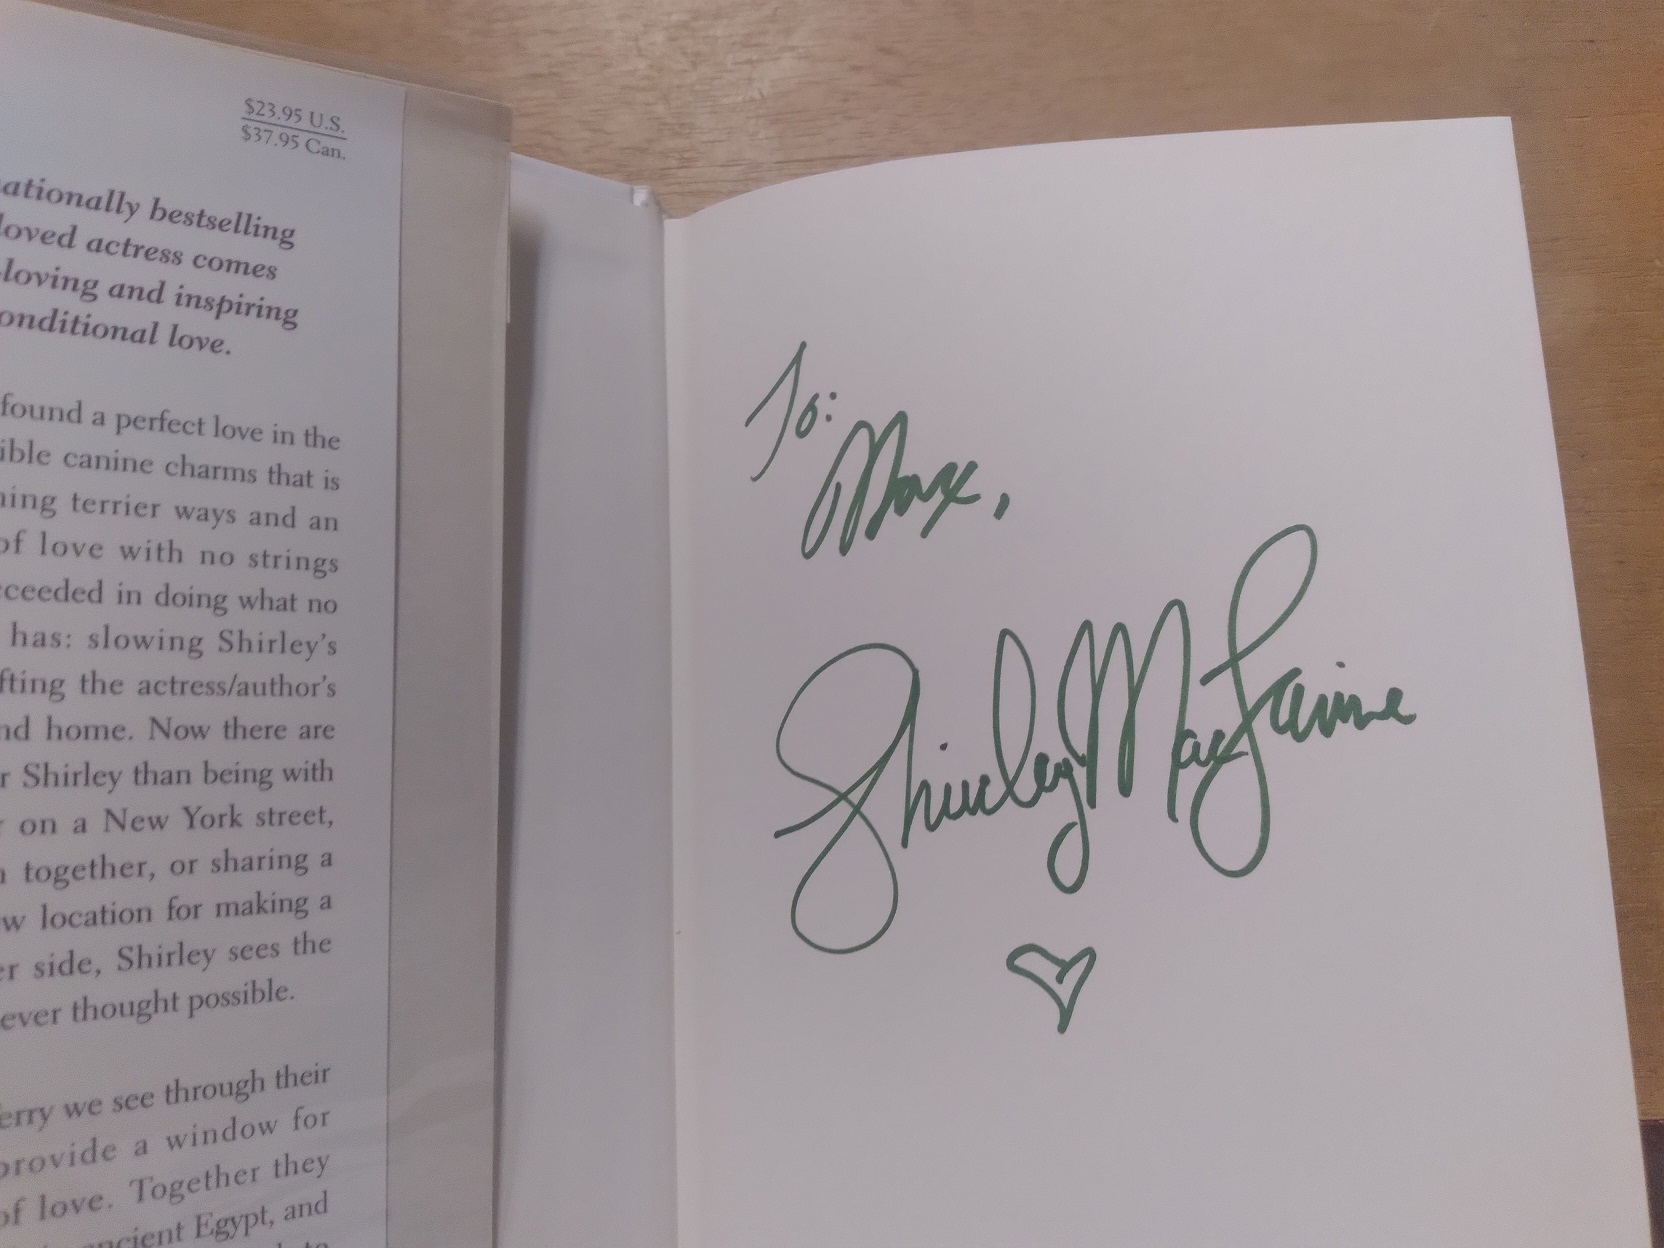 $23.95 U.S.
$37.95 Can.
ationally bestselling
loved actress comes
-loving and inspiring
onditional love.
found a perfect love in the
ible canine charms that is
ning terrier ways and an
of love with no strings
cceeded in doing what no
has: slowing Shirley's
fting the actress/author's
nd home. Now there are
r Shirley than being with
on a New York street,
together, or sharing a
w location for making a
er side, Shirley sees the
ever thought possible.
erry we see through their
provide a window for
of love. Together they
ancient Egypt, and
To:
Max,
Shirley MacLaine